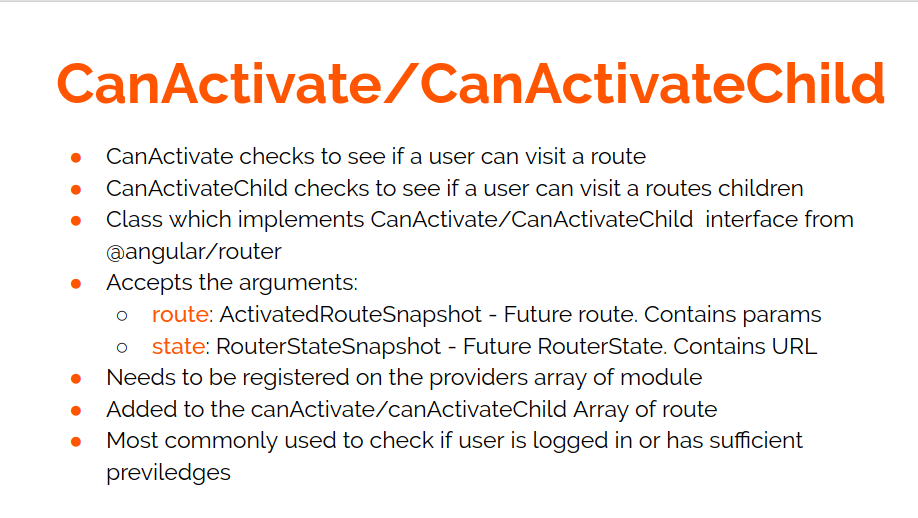 CanActivate/CanActivateChild
● CanActivate checks to see if a user can visit a route
● CanActivateChild checks to see if a user can visit a routes children
● Class which implements CanActivate/CanActivateChild  interface from
@angular/router
● Accepts the arguments:
○ route: ActivatedRouteSnapshot - Future route. Contains params
○ state: RouterStateSnapshot - Future RouterState. Contains URL
● Needs to be registered on the providers array of module
● Added to the canActivate/canActivateChild Array of route
● Most commonly used to check if user is logged in or has sufficient
previledges